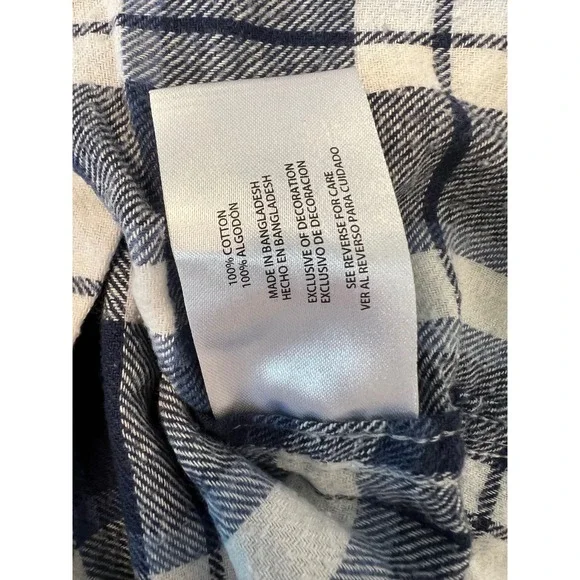 100% COTTON
100% ALGODÓN
MADE IN BANGLADESH
HECHO EN BANGLADESH
EXCLUSIVE OF DECORATION
EXCLUSIVO DE DECORACION
SEE REVERSE FOR CARE
VER AL REVERSO PARA CUIDADO